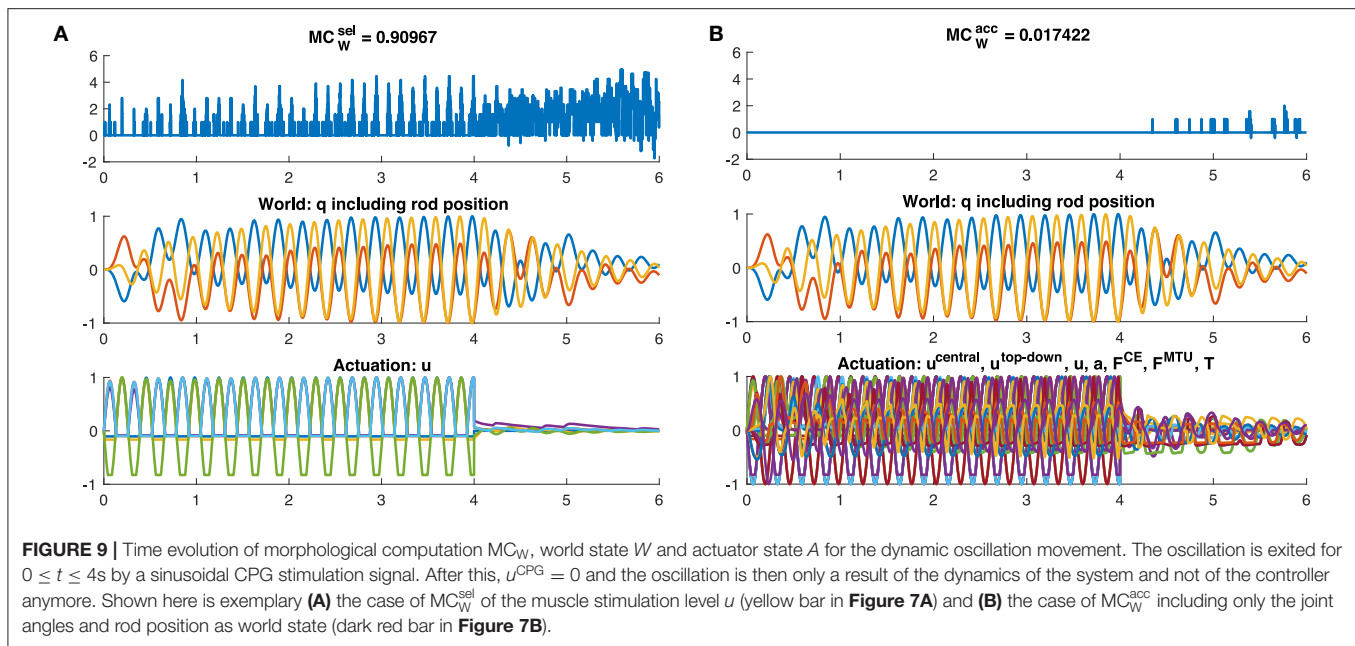 A
MC_W^sel = 0.90967
6
4
2
0
-2
0 1 2 3 4 5 6
World: q including rod position
1
0
-1
0 1 2 3 4 5 6
Actuation: u
1
0
-1
0 1 2 3 4 5 6
B
MC_W^acc = 0.017422
6
4
2
0
-2
0 1 2 3 4 5 6
World: q including rod position
1
0
-1
0 1 2 3 4 5 6
Actuation: u^central, u^top-down, u, a, F^CE, F^MTU, T
1
0
-1
0 1 2 3 4 5 6
FIGURE 9 | Time evolution of morphological computation MC_W, world state W and actuator state A for the dynamic oscillation movement. The oscillation is exited for
0 ≤ t ≤ 4s by a sinusoidal CPG stimulation signal. After this, u^CPG = 0 and the oscillation is then only a result of the dynamics of the system and not of the controller
anymore. Shown here is exemplary (A) the case of MC_W^sel of the muscle stimulation level u (yellow bar in Figure 7A) and (B) the case of MC_W^acc including only the joint
angles and rod position as world state (dark red bar in Figure 7B).